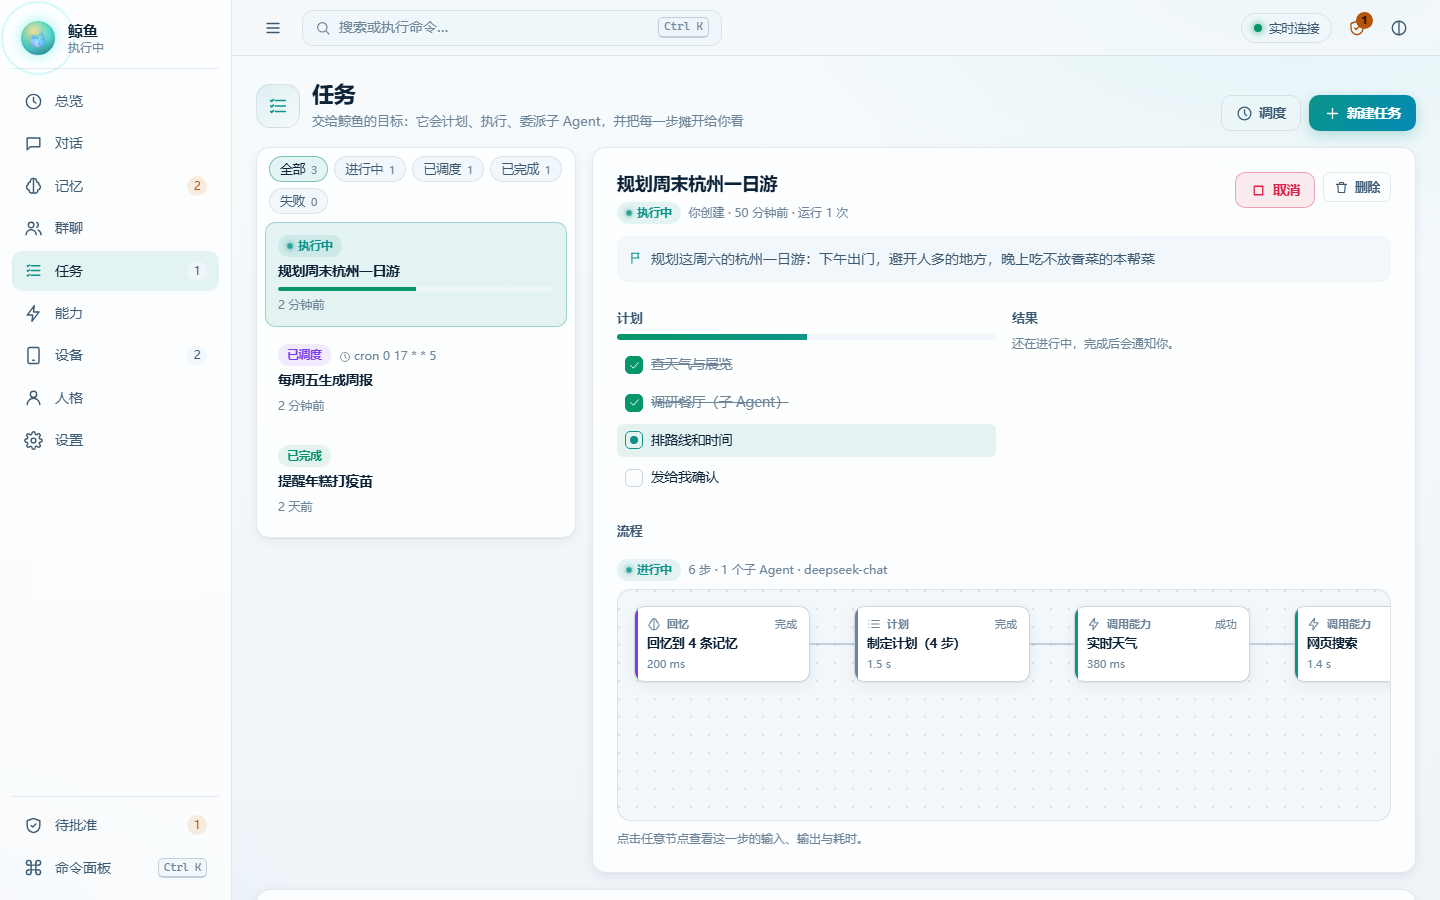 鲸鱼
执行中
总览
对话
记忆 2
群聊
任务 1
能力
设备 2
人格
设置
待批准 1
命令面板 Ctrl K
搜索或执行命令... Ctrl K
实时连接 1
任务
交给鲸鱼的目标：它会计划、执行、委派子 Agent，并把每一步摊开给你看
调度
新建任务
全部 3 进行中 1 已调度 1 已完成 1
失败 0
执行中
规划周末杭州一日游
2 分钟前
已调度 cron 0 17 * * 5
每周五生成周报
2 分钟前
已完成
提醒年糕打疫苗
2 天前
规划周末杭州一日游
执行中 你创建 · 50 分钟前 · 运行 1 次
取消 删除
规划这周六的杭州一日游：下午出门，避开人多的地方，晚上吃不放香菜的本帮菜
计划
查天气与展览
调研餐厅（子 Agent）
排路线和时间
发给我确认
结果
还在进行中，完成后会通知你。
流程
进行中 6 步 · 1 个子 Agent · deepseek-chat
回忆 完成
回忆到 4 条记忆
200 ms
计划 完成
制定计划（4 步）
1.5 s
调用能力 成功
实时天气
380 ms
调用能力
网页搜索
1.4 s
点击任意节点查看这一步的输入、输出与耗时。